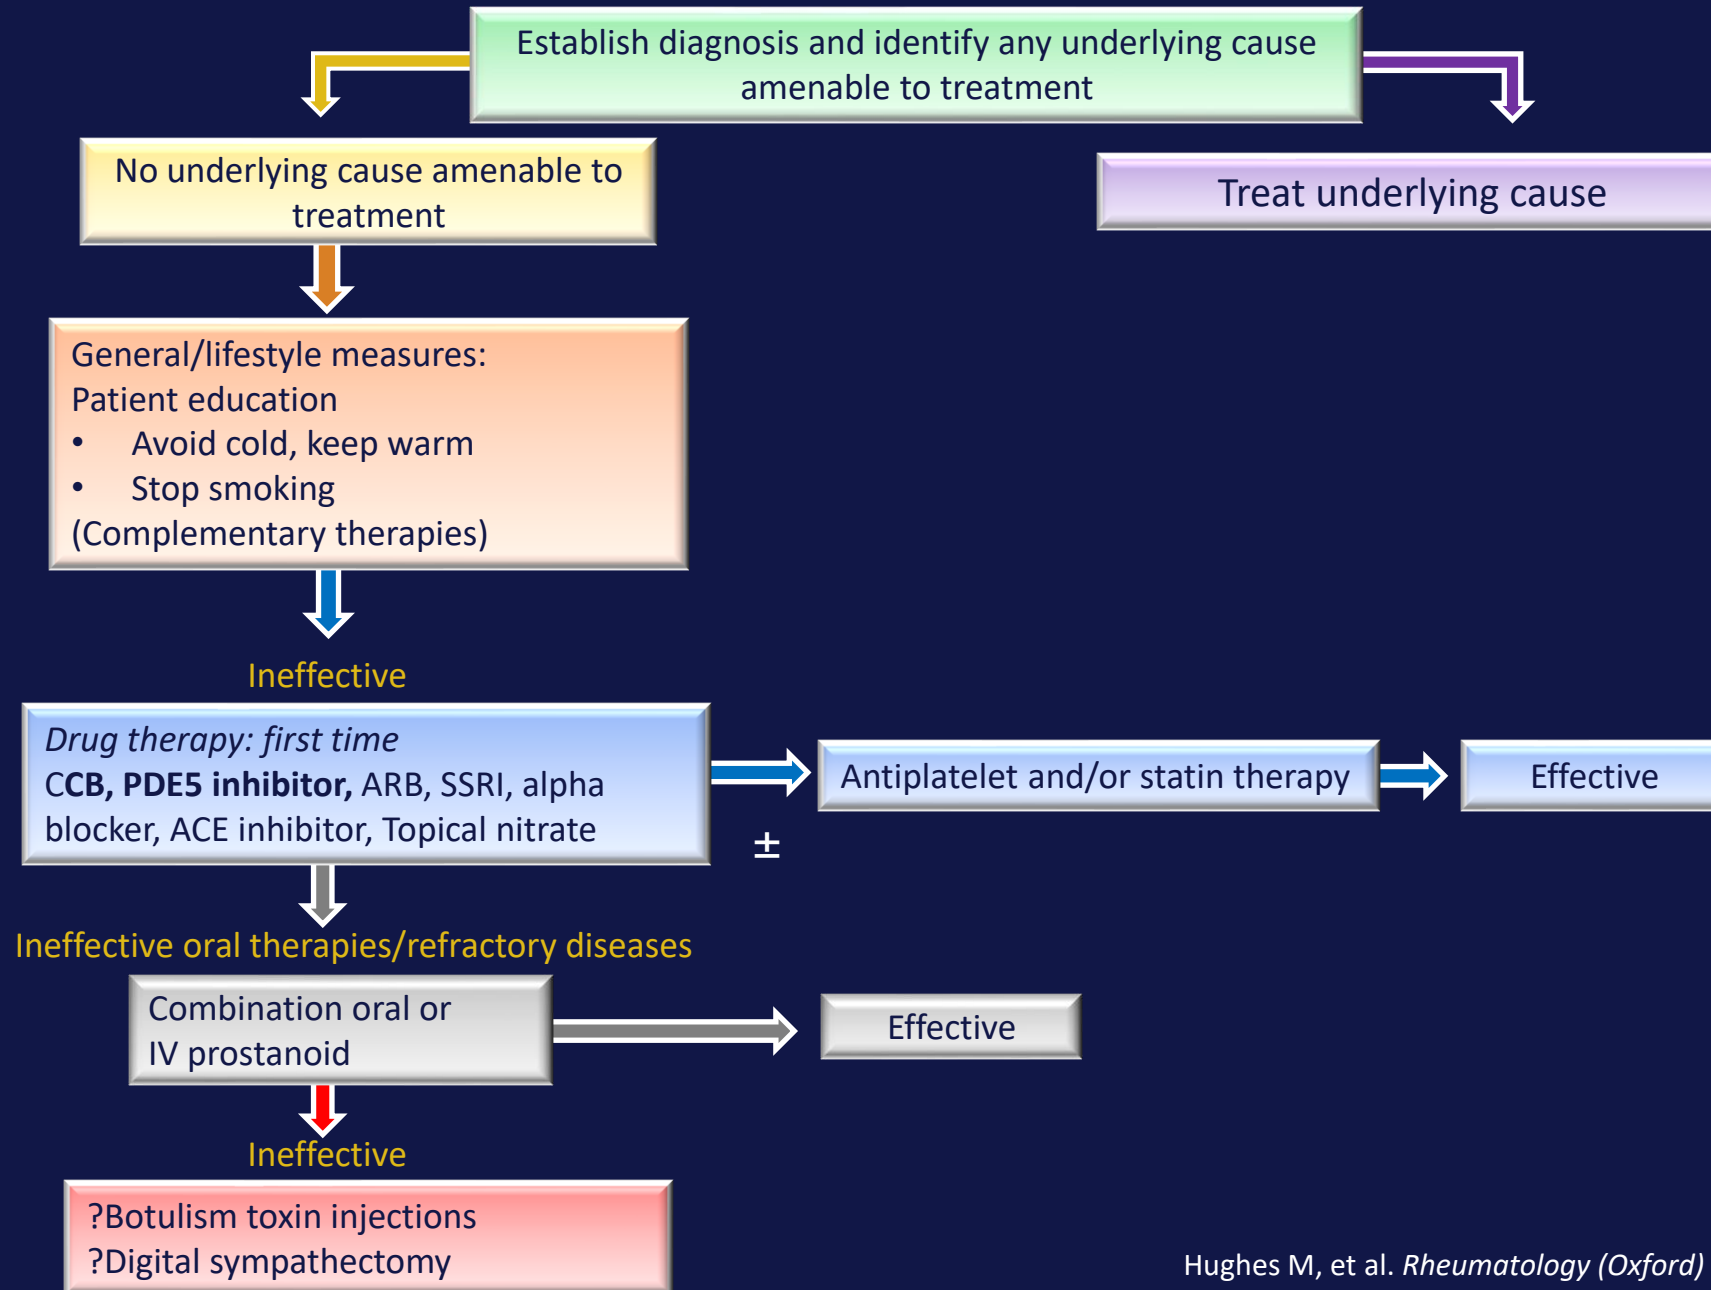 Establish diagnosis and identify any underlying cause
amenable to treatment
No underlying cause amenable to
treatment
Treat underlying cause
General/lifestyle measures:
Patient education
• Avoid cold, keep warm
• Stop smoking
(Complementary therapies)
Ineffective
Drug therapy: first time
CCB, PDE5 inhibitor, ARB, SSRI, alpha
blocker, ACE inhibitor, Topical nitrate
±
Antiplatelet and/or statin therapy
Effective
Ineffective oral therapies/refractory diseases
Combination oral or
IV prostanoid
Effective
Ineffective
?Botulism toxin injections
?Digital sympathectomy
Hughes M, et al. Rheumatology (Oxford)